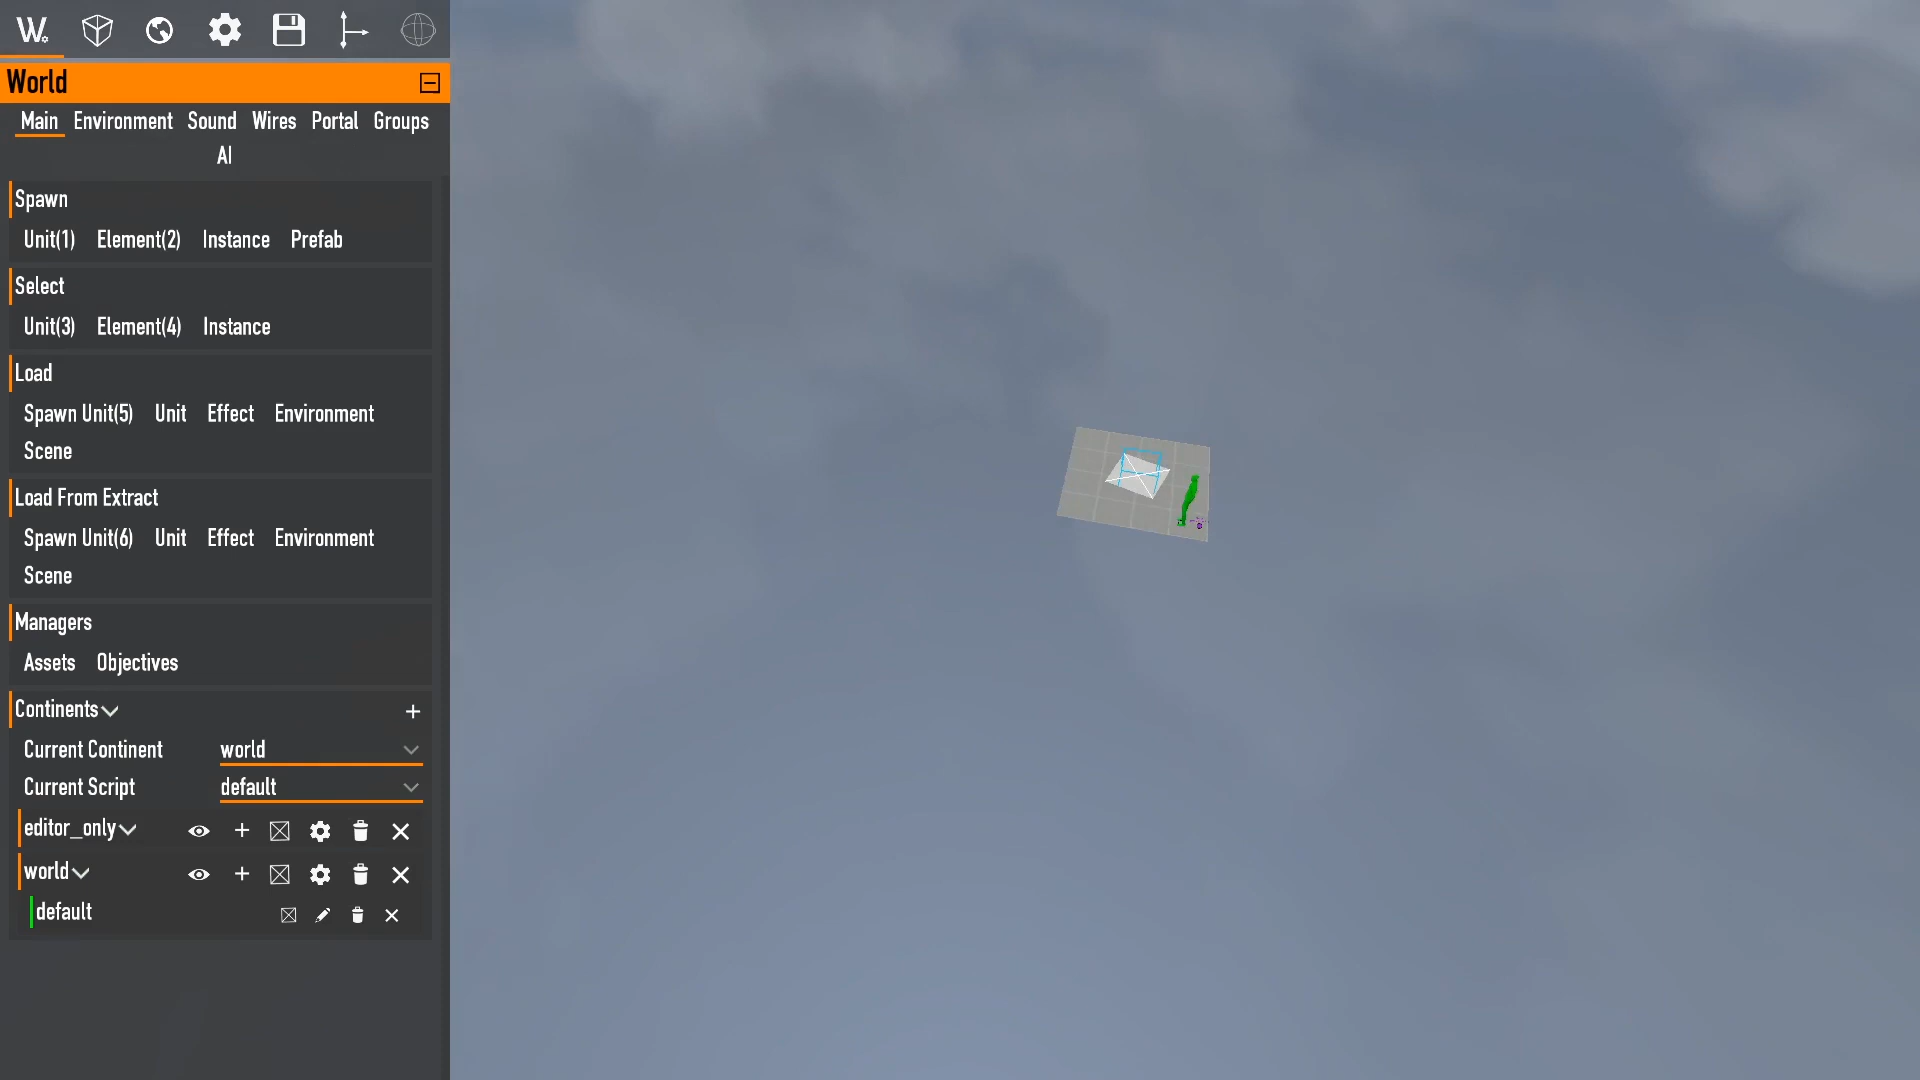 W.
World
Main Environment Sound Wires Portal Groups
AI
Spawn
Unit(1) Element(2) Instance Prefab
Select
Unit(3) Element(4) Instance
Load
Spawn Unit(5) Unit Effect Environment
Scene
Load From Extract
Spawn Unit(6) Unit Effect Environment
Scene
Managers
Assets Objectives
Continents
Current Continent world
Current Script default
editor_only
world
default